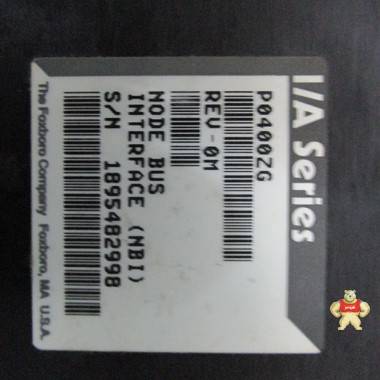 I/A Series
P0400ZG
REV-0M
NODE BUS
INTERFACE (NBI)
S/N 1895482998
The Foxboro Company Foxboro, MA U.S.A.